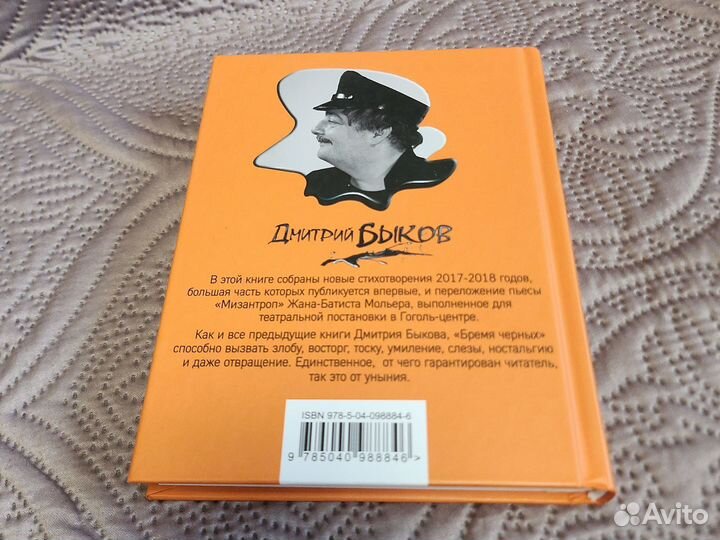 Дмитрий Быков
В этой книге собраны новые стихотворения 2017-2018 годов,
большая часть которых публикуется впервые, и переложение пьесы
«Мизантроп» Жана-Батиста Мольера, выполненное для
театральной постановки в Гоголь-центре.
Как и все предыдущие книги Дмитрия Быкова, «Бремя черных»
способно вызвать злобу, восторг, тоску, умиление, слезы, ностальгию
и даже отвращение. Единственное, от чего гарантирован читатель,
так это от уныния.
ISBN 978-5-04-098884-6
9 785040 988846 >
Avito